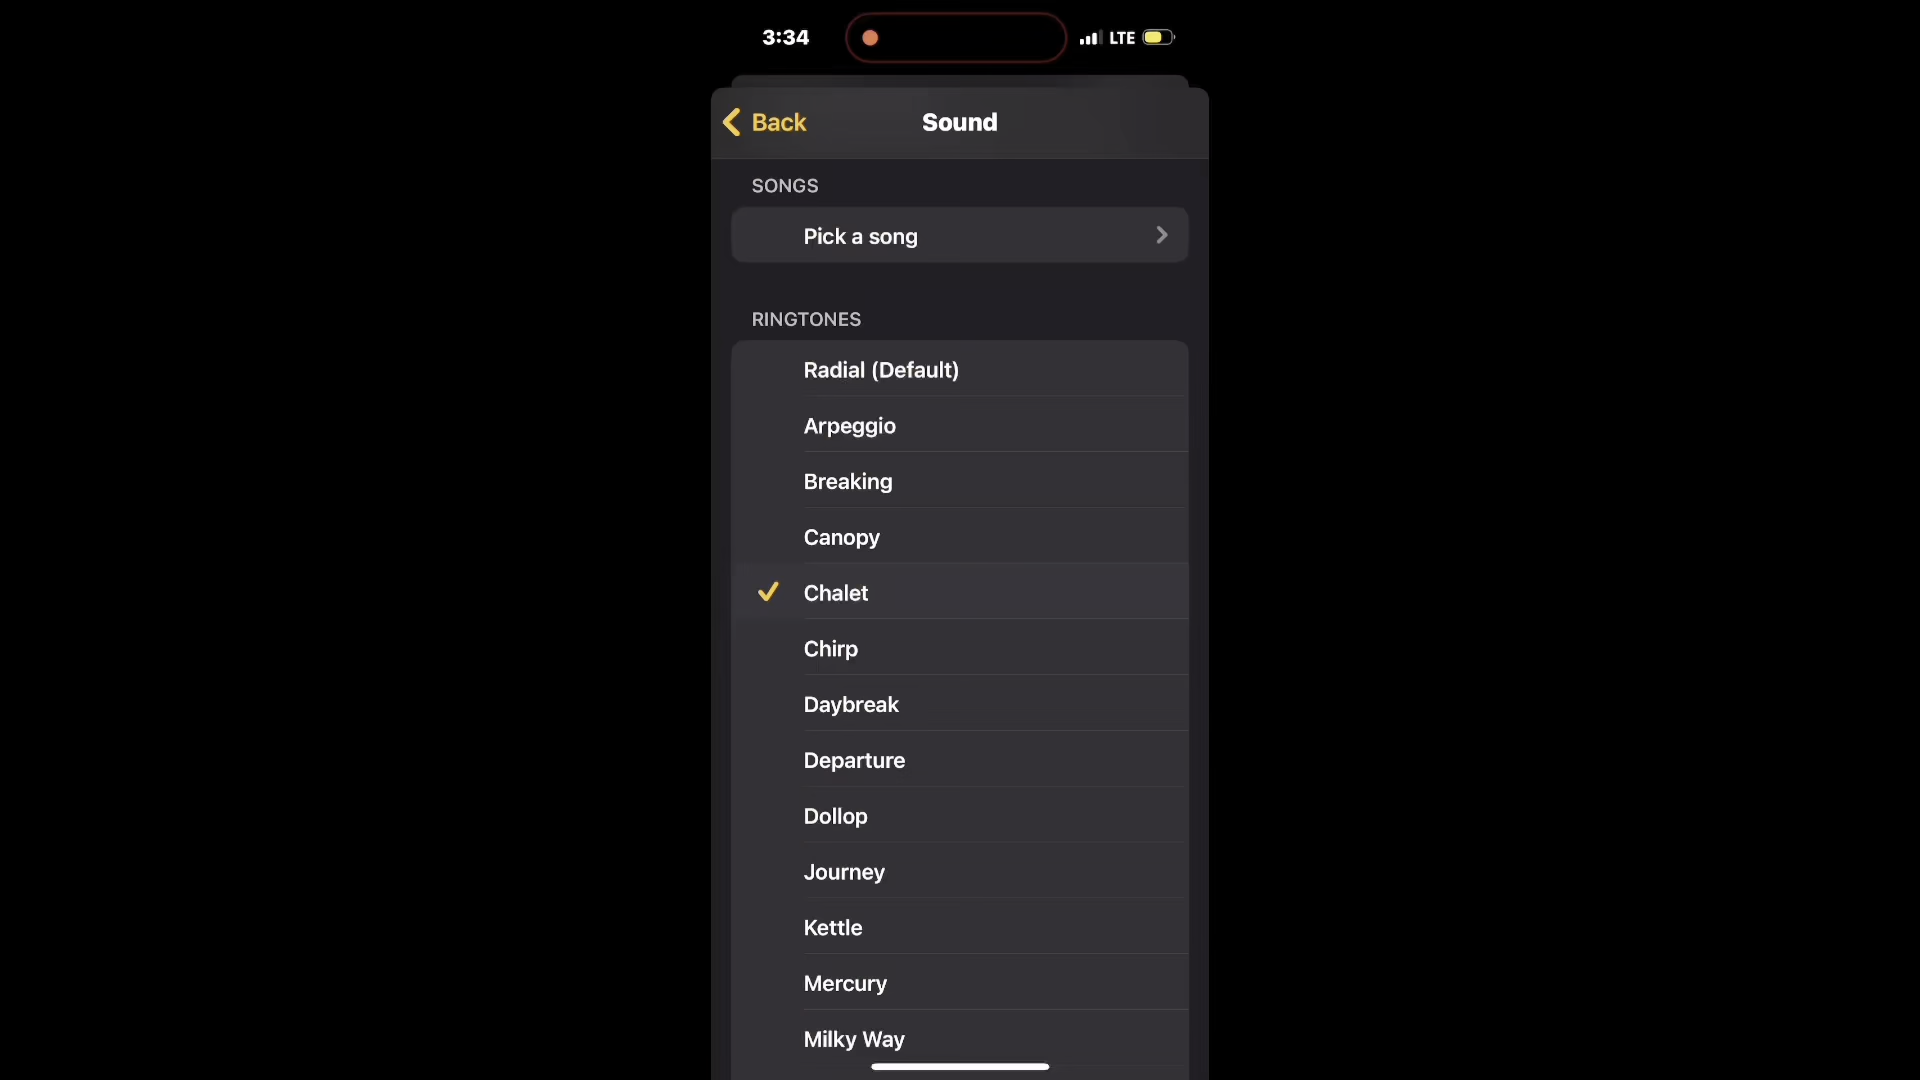 3:34
LTE
Back
Sound
SONGS
Pick a song
RINGTONES
Radial (Default)
Arpeggio
Breaking
Canopy
Chalet
Chirp
Daybreak
Departure
Dollop
Journey
Kettle
Mercury
Milky Way